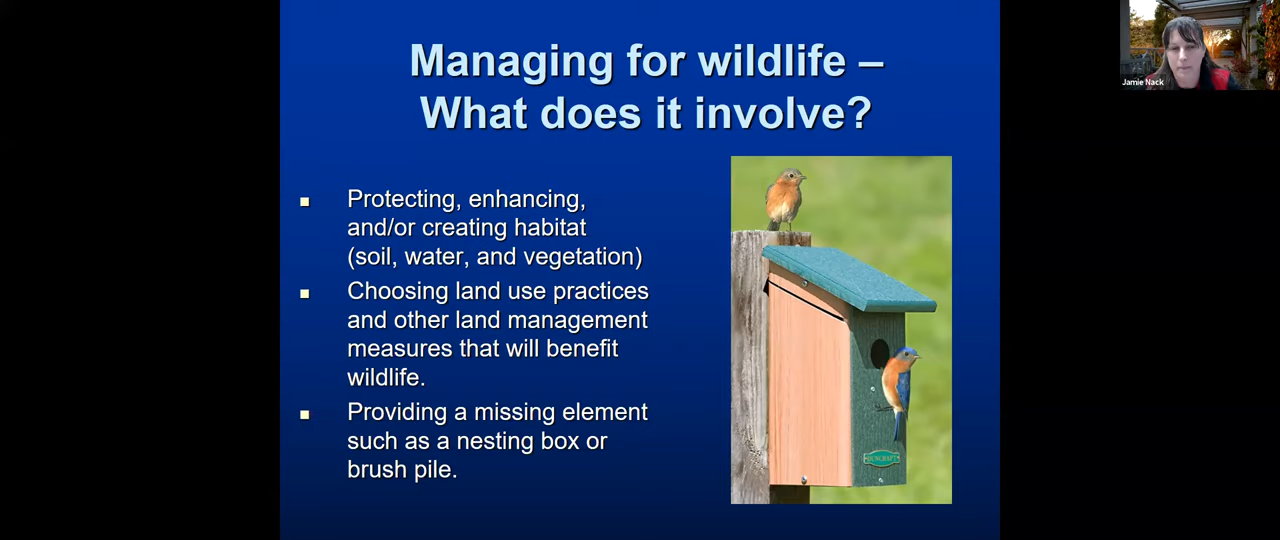 Managing for wildlife –
What does it involve?
Jamie Nack
Protecting, enhancing,
and/or creating habitat
(soil, water, and vegetation)
Choosing land use practices
and other land management
measures that will benefit
wildlife.
Providing a missing element
such as a nesting box or
brush pile.
DUNCRAFT